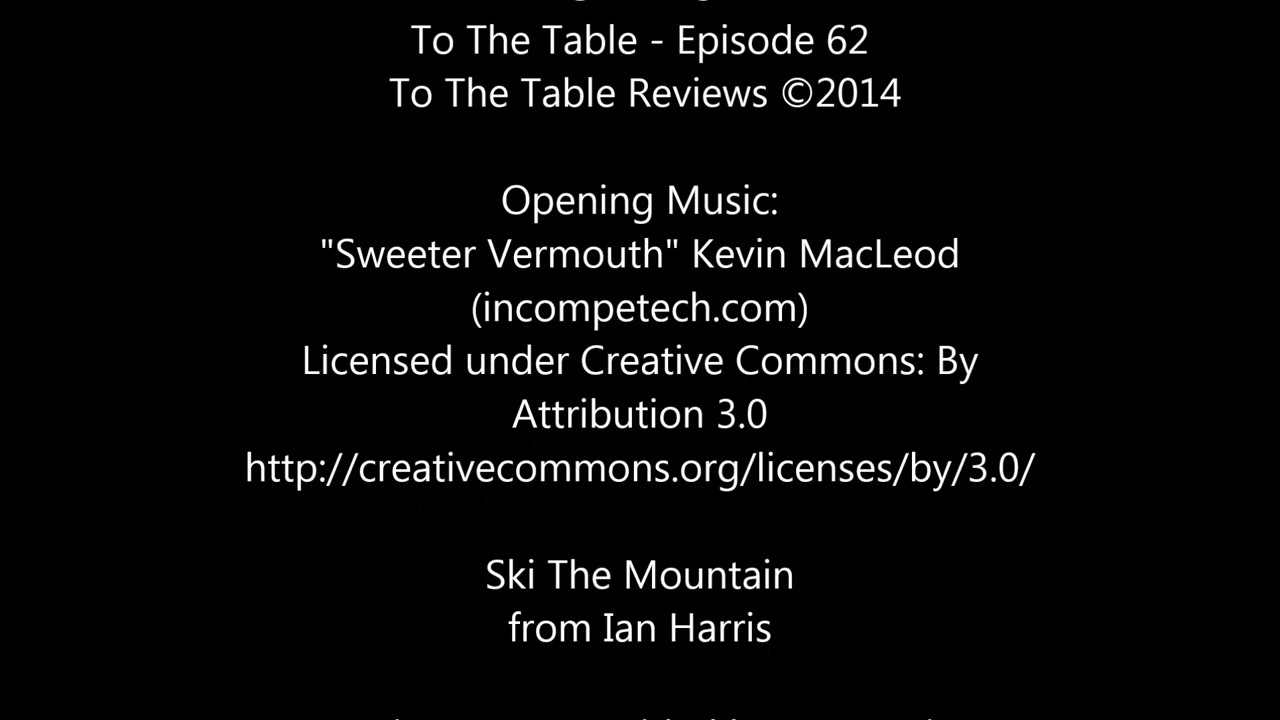 To The Table - Episode 62
To The Table Reviews ©2014
Opening Music:
"Sweeter Vermouth" Kevin MacLeod
(incompetech.com)
Licensed under Creative Commons: By
Attribution 3.0
http://creativecommons.org/licenses/by/3.0/
Ski The Mountain
from Ian Harris